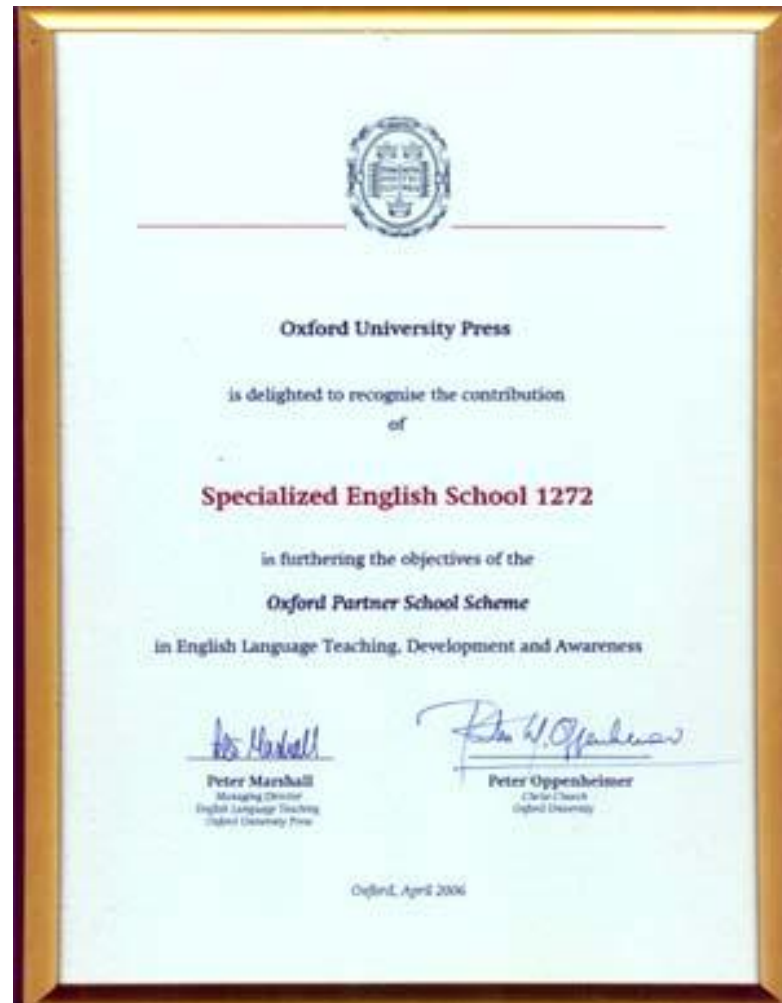 Oxford University Press
is delighted to recognise the contribution
of
Specialized English School 1272
in furthering the objectives of the
Oxford Partner School Scheme
in English Language Teaching, Development and Awareness
Peter Marshall
Managing Director
English Language Teaching
Oxford University Press
Peter W. Oppenheimer
Peter Oppenheimer
Christ Church
Oxford University
Oxford, April 2006